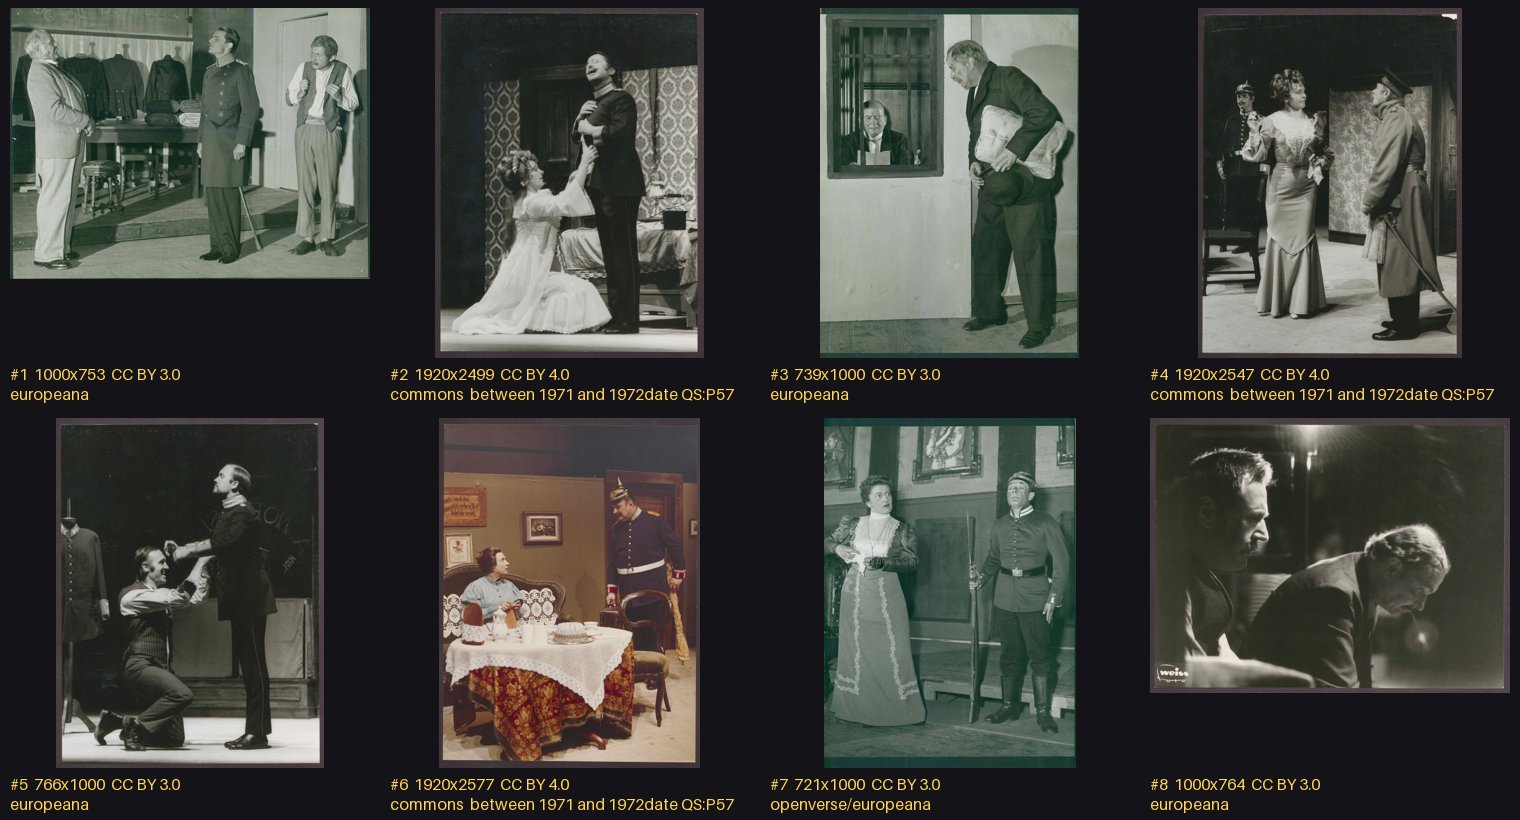 #1 1000x753 CC BY 3.0
europeana
#2 1920x2499 CC BY 4.0
commons between 1971 and 1972date QS:P57
#3 739x1000 CC BY 3.0
europeana
#4 1920x2547 CC BY 4.0
commons between 1971 and 1972date QS:P57
#5 766x1000 CC BY 3.0
europeana
#6 1920x2577 CC BY 4.0
commons between 1971 and 1972date QS:P57
#7 721x1000 CC BY 3.0
openverse/europeana
weiss
#8 1000x764 CC BY 3.0
europeana